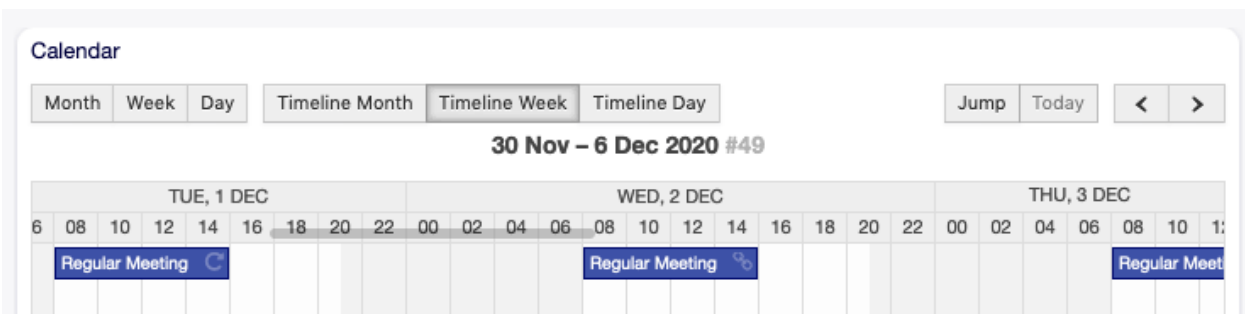 Calendar
Month Week Day Timeline Month Timeline Week Timeline Day Jump Today
30 Nov – 6 Dec 2020 #49
TUE, 1 DEC WED, 2 DEC THU, 3 DEC
6 08 10 12 14 16 18 20 22 00 02 04 06 08 10 12 14 16 18 20 22 00 02 04 06 08 10
Regular Meeting Regular Meeting Regular Meeti